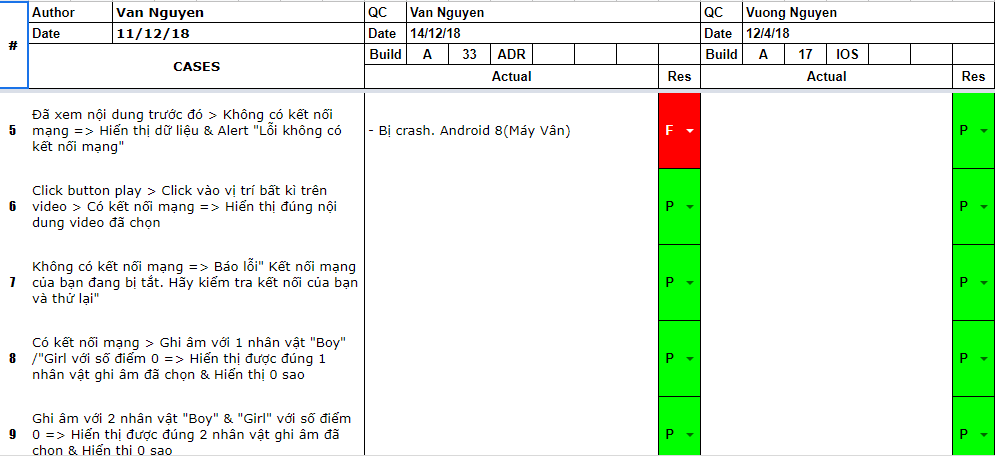 Author Van Nguyen QC Van Nguyen QC Vuong Nguyen
# Date 11/12/18 Date 14/12/18 Date 12/4/18
CASES Build A 33 ADR Build A 17 IOS
Actual Res Actual Res
Đã xem nội dung trước đó > Không có kết nối
5 mạng => Hiển thị dữ liệu & Alert "Lỗi không có - Bị crash. Android 8(Máy Vân) F P
kết nối mạng"
Click button play > Click vào vị trí bất kì trên
6 video > Có kết nối mạng => Hiển thị đúng nội P P
dung video đã chọn
Không có kết nối mạng => Báo lỗi" Kết nối mạng
7 của bạn đang bị tắt. Hãy kiểm tra kết nối của bạn P P
và thử lại"
Có kết nối mạng > Ghi âm với 1 nhân vật "Boy"
8 /"Girl với số điểm 0 => Hiển thị được đúng 1 P P
nhân vật ghi âm đã chọn & Hiển thị 0 sao
Ghi âm với 2 nhân vật "Boy" & "Girl" với số điểm
9 0 => Hiển thị được đúng 2 nhân vật ghi âm đã P P
chọn & Hiển thị 0 sao